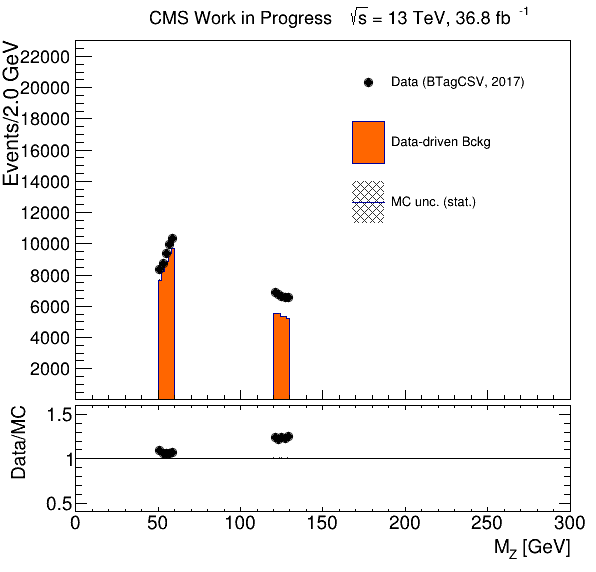 CMS Work in Progress √s = 13 TeV, 36.8 fb⁻¹
Events/2.0 GeV
22000
20000
18000
16000
14000
12000
10000
8000
6000
4000
2000
Data (BTagCSV, 2017)
Data-driven Bckg
MC unc. (stat.)
Data/MC
1.5
1
0.5
0 50 100 150 200 250 300
M_Z [GeV]